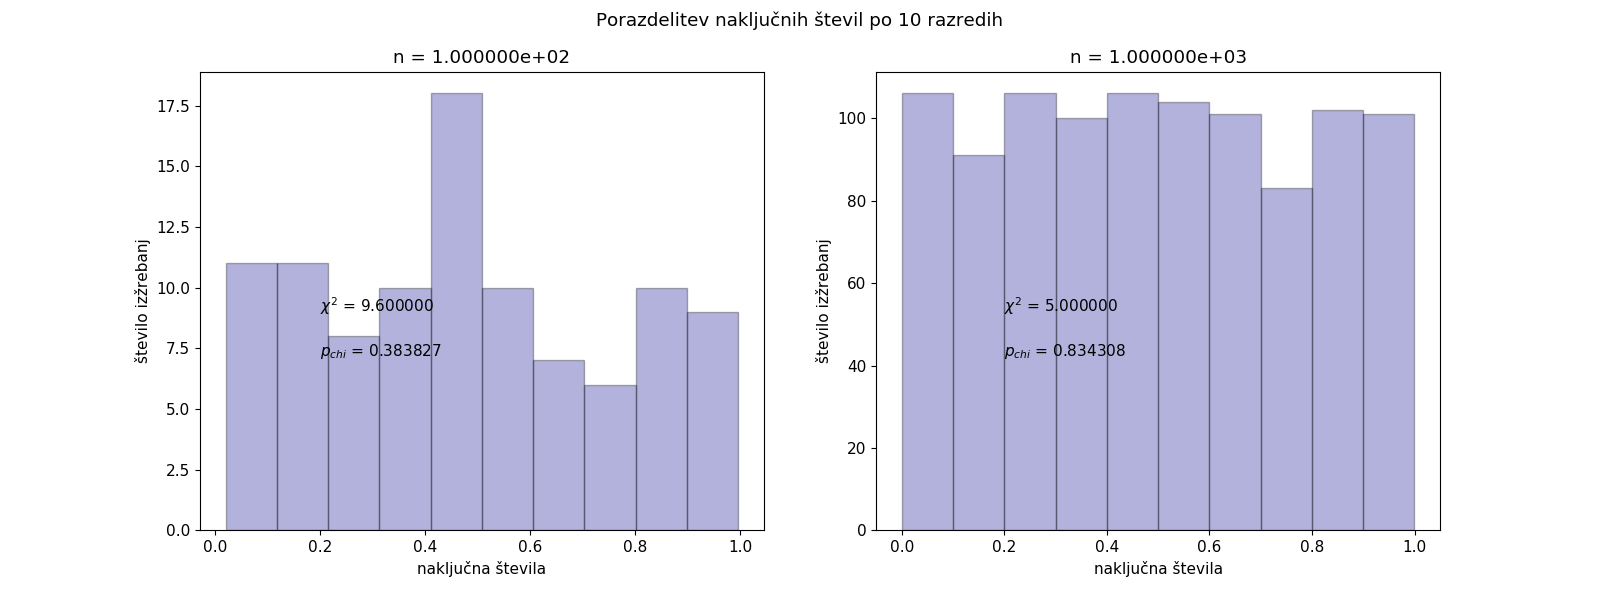 Porazdelitev naključnih števil po 10 razredih
n = 1.000000e+02
17.5
15.0
12.5
10.0
7.5
5.0
2.5
0.0
število izžrebanj
χ² = 9.600000
p_chi = 0.383827
0.0 0.2 0.4 0.6 0.8 1.0
naključna števila
n = 1.000000e+03
100
80
60
40
20
0
število izžrebanj
χ² = 5.000000
p_chi = 0.834308
0.0 0.2 0.4 0.6 0.8 1.0
naključna števila